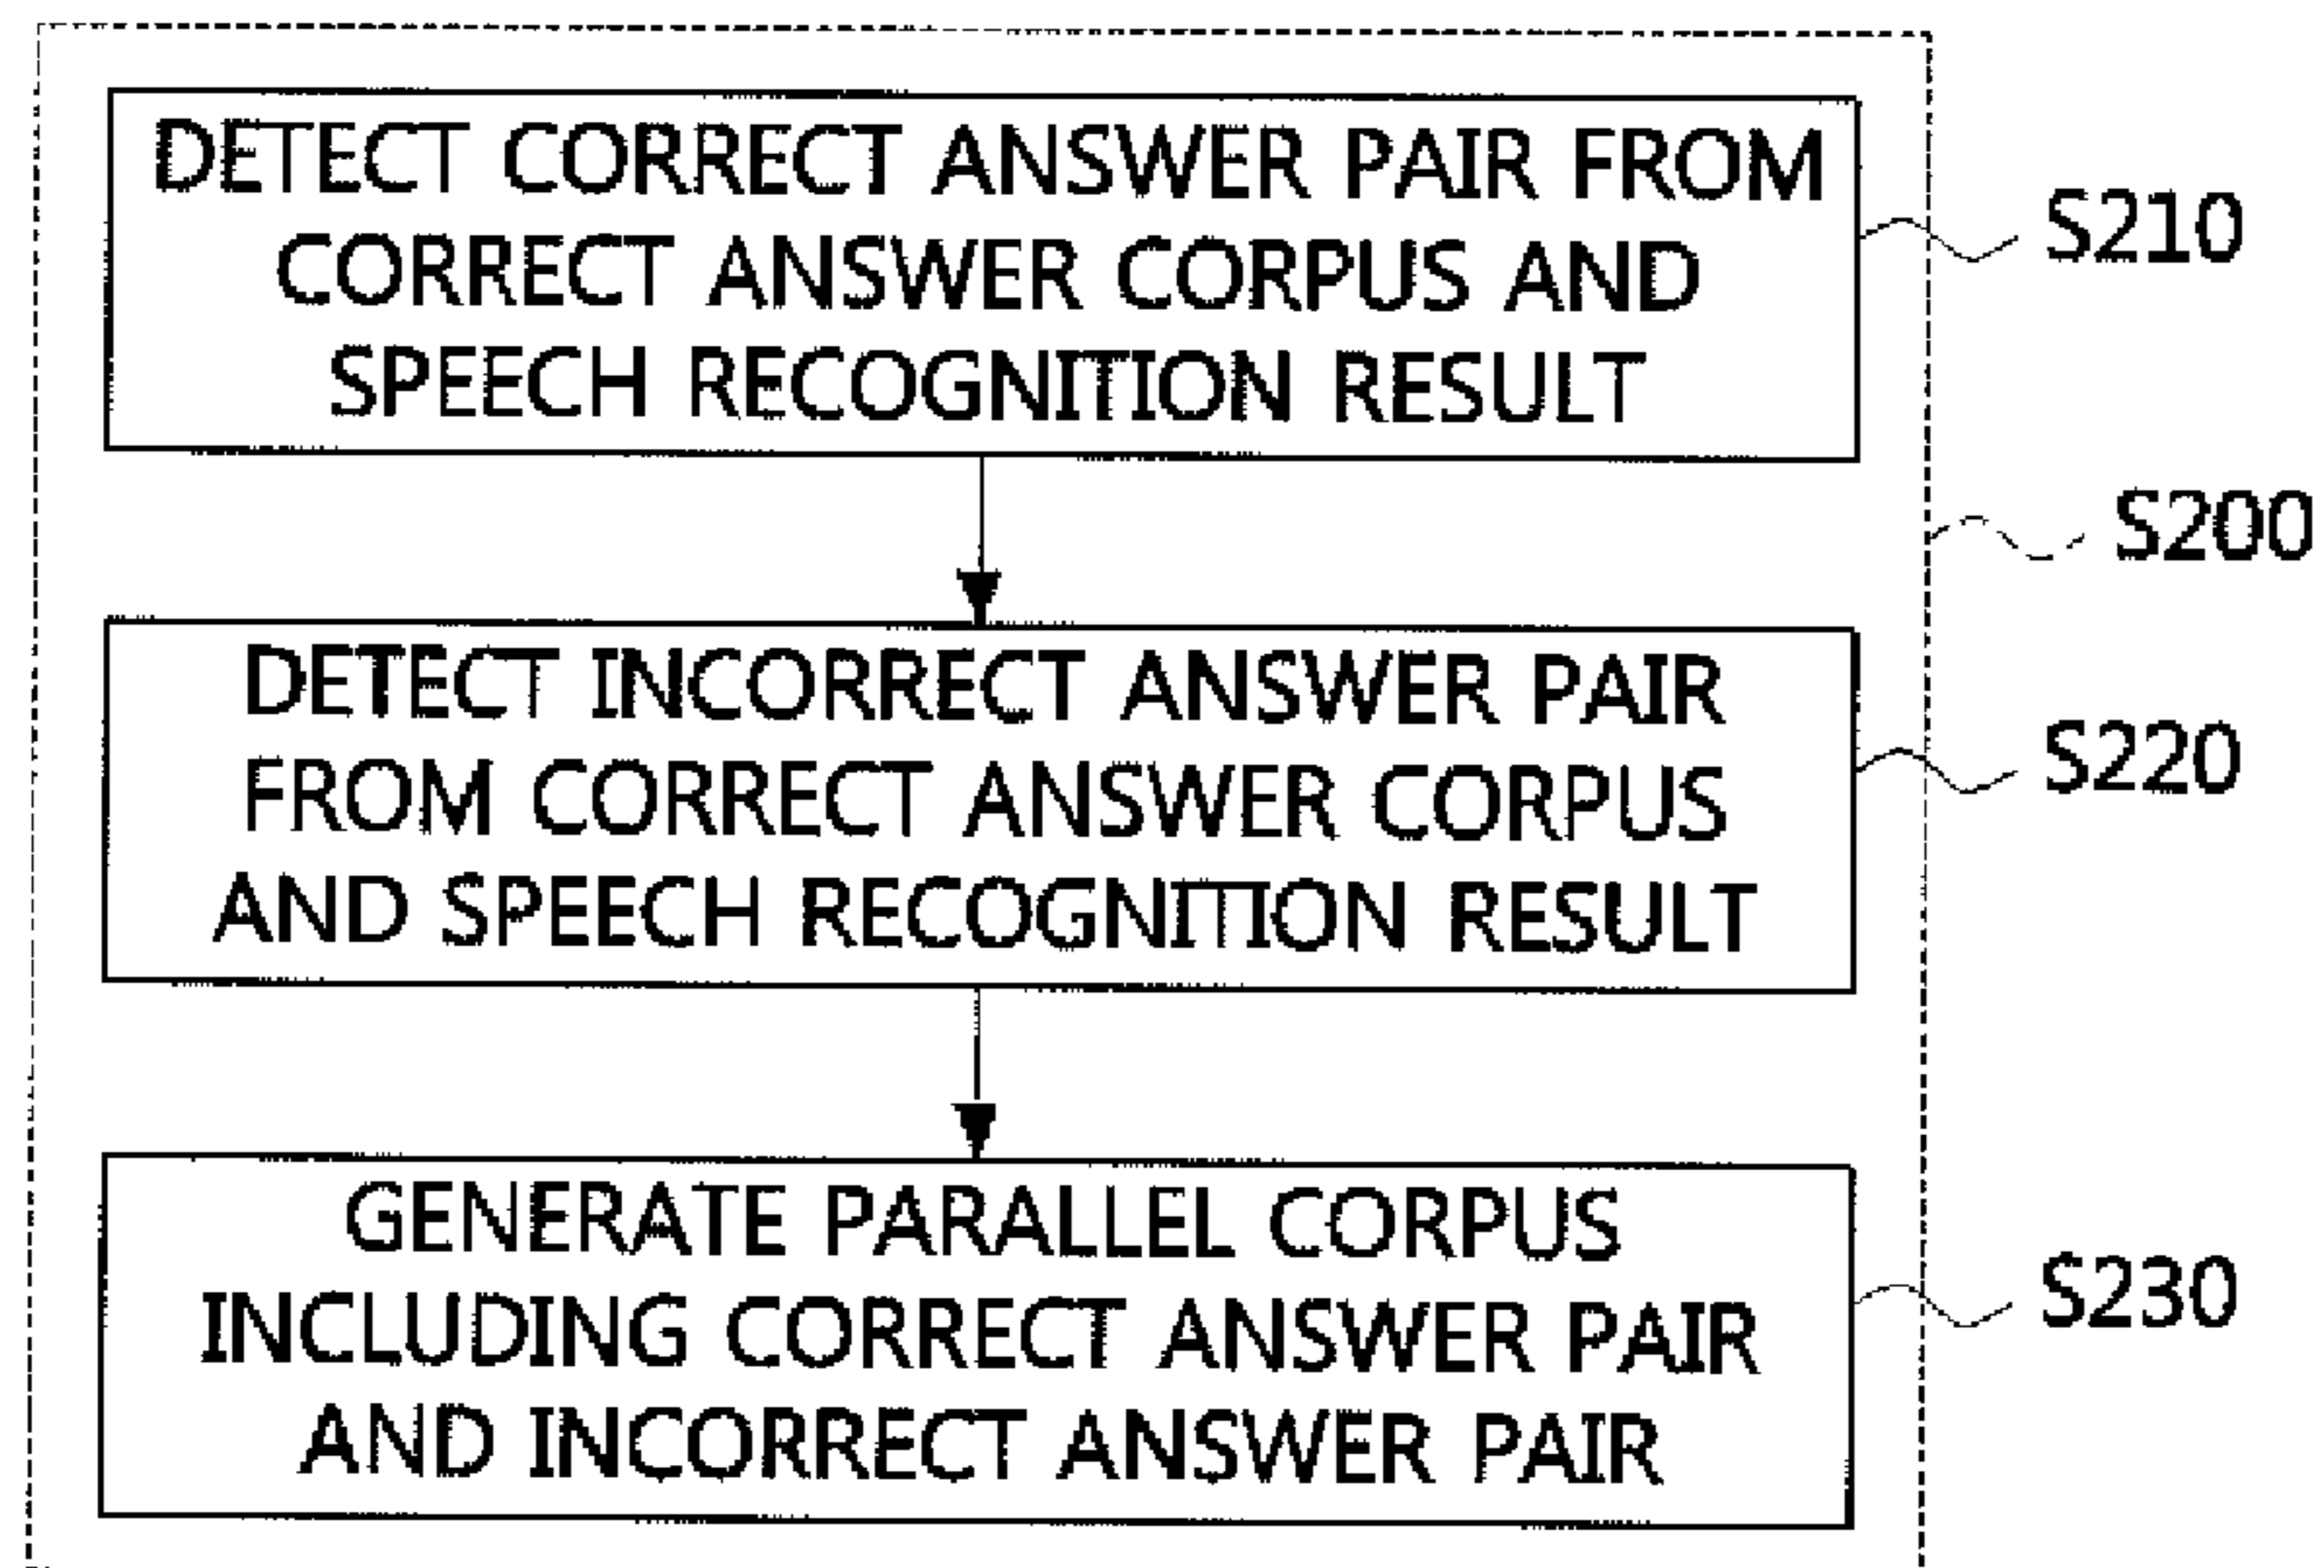 DETECT CORRECT ANSWER PAIR FROM
CORRECT ANSWER CORPUS AND
SPEECH RECOGNITION RESULT
S210
S200
DETECT INCORRECT ANSWER PAIR
FROM CORRECT ANSWER CORPUS
AND SPEECH RECOGNITION RESULT
S220
GENERATE PARALLEL CORPUS
INCLUDING CORRECT ANSWER PAIR
AND INCORRECT ANSWER PAIR
S230